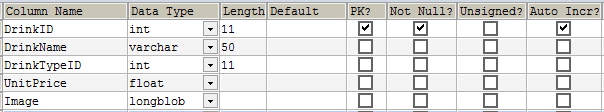 Column Name Data Type Length Default PK? Not Null? Unsigned? Auto Incr?
DrinkID int 11
DrinkName varchar 50
DrinkTypeID int 11
UnitPrice float
Image longblob